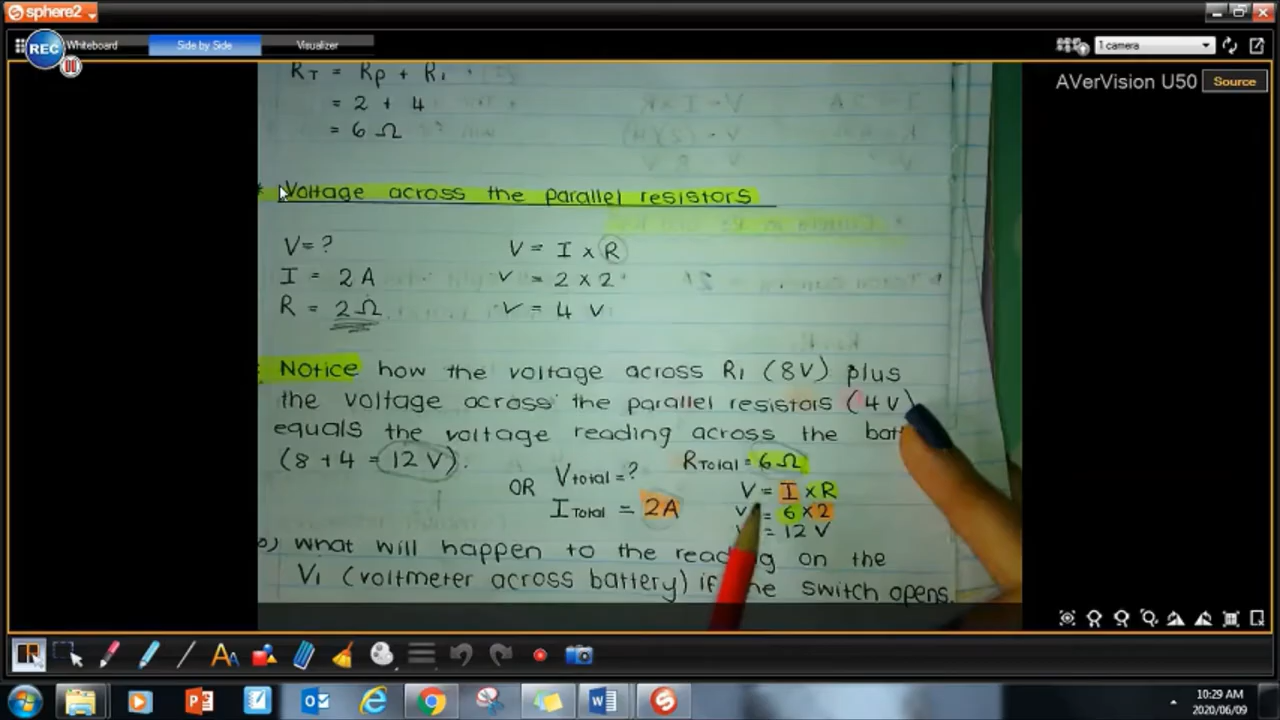 sphere2
REC
Whiteboard
Side by Side
Visualizer
1 camera
AVerVision U50
Source
RT = Rp + R1
= 2 + 4
= 6 Ω
* Voltage across the parallel resistors
V = ?
V = I x R
I = 2 A
V = 2 x 2
R = 2 Ω
V = 4 V
: Notice how the voltage across R1 (8V) plus
the voltage across the parallel resistors (4V)
equals the voltage reading across the batt
(8 + 4 = 12 V).
OR
Vtotal = ?
RTotal = 6 Ω
ITotal = 2A
V = I x R
V = 6 x 2
V = 12 V
b) What will happen to the reading on the
V1 (voltmeter across battery) if the switch opens.
10:29 AM
2020/06/09